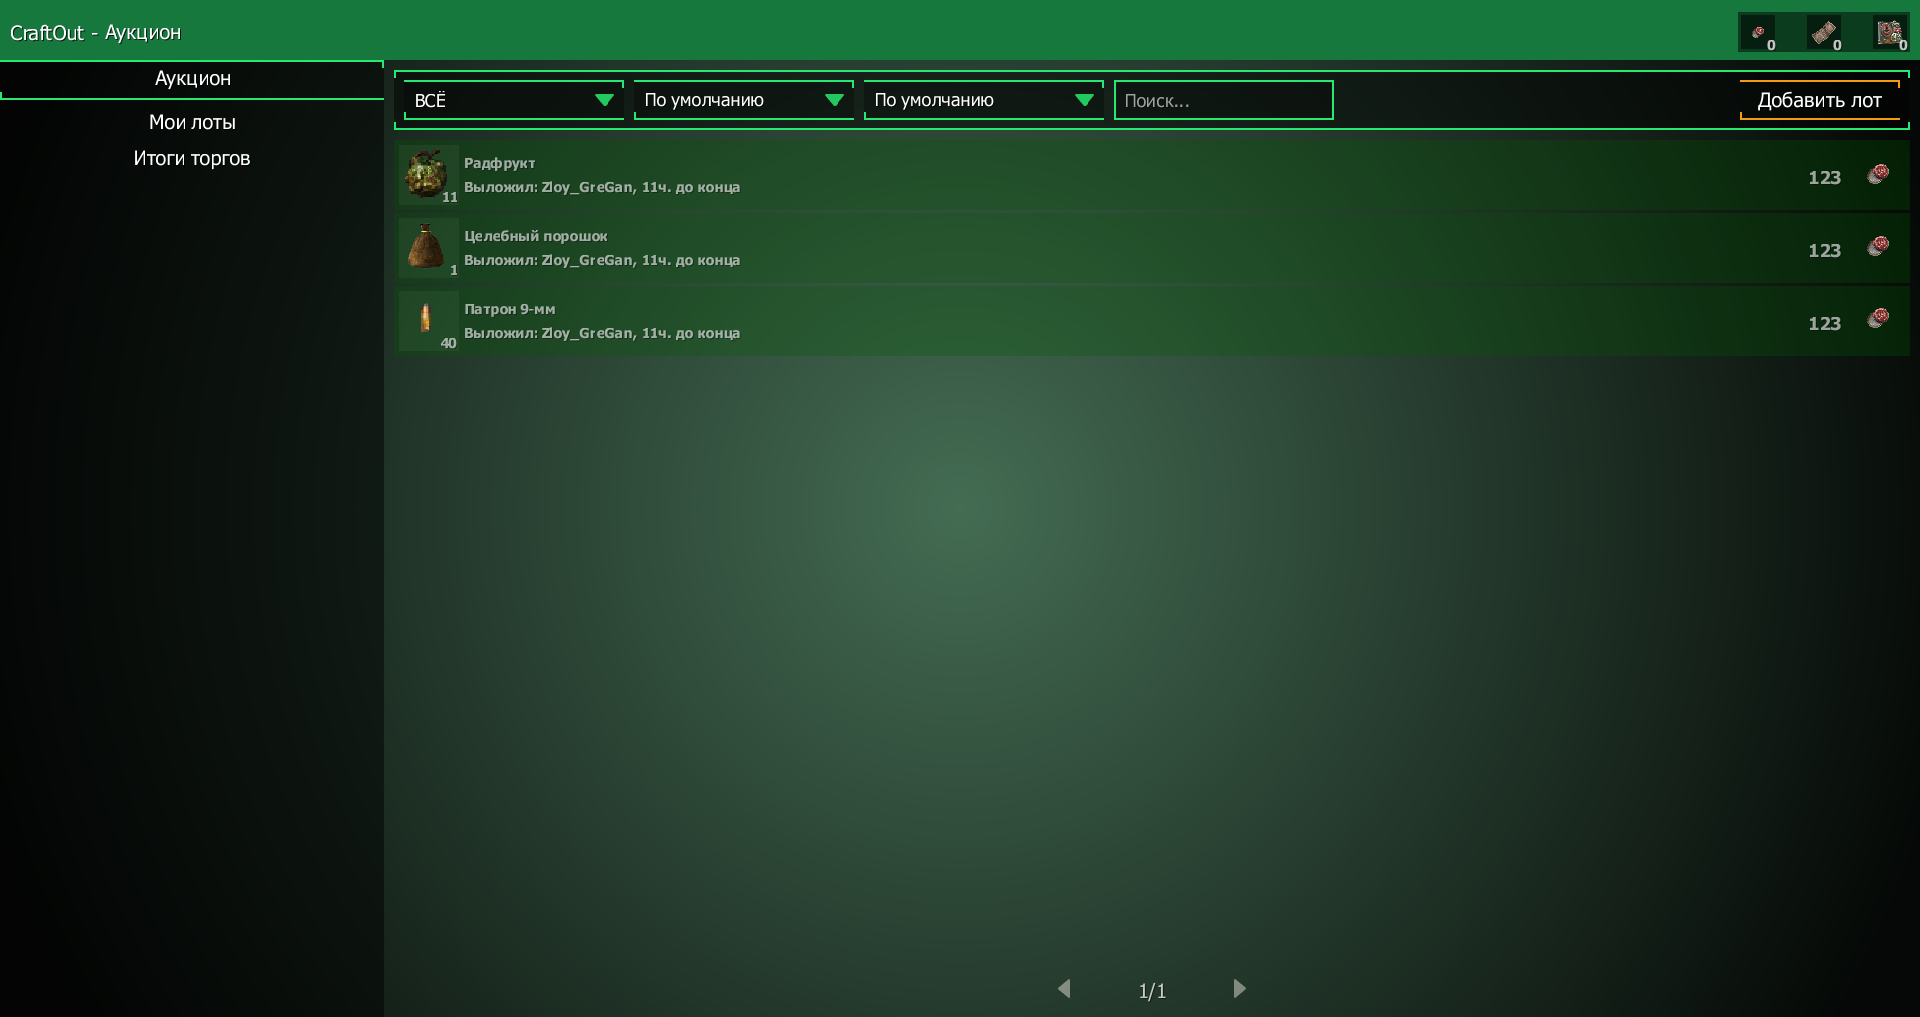 CraftOut - Аукцион
0
0
0
Аукцион
Мои лоты
Итоги торгов
ВСЁ
По умолчанию
По умолчанию
Поиск...
Добавить лот
Радфрукт
Выложил: Zloy_GreGan, 11ч. до конца
11
123
Целебный порошок
Выложил: Zloy_GreGan, 11ч. до конца
1
123
Патрон 9-мм
Выложил: Zloy_GreGan, 11ч. до конца
40
123
1/1